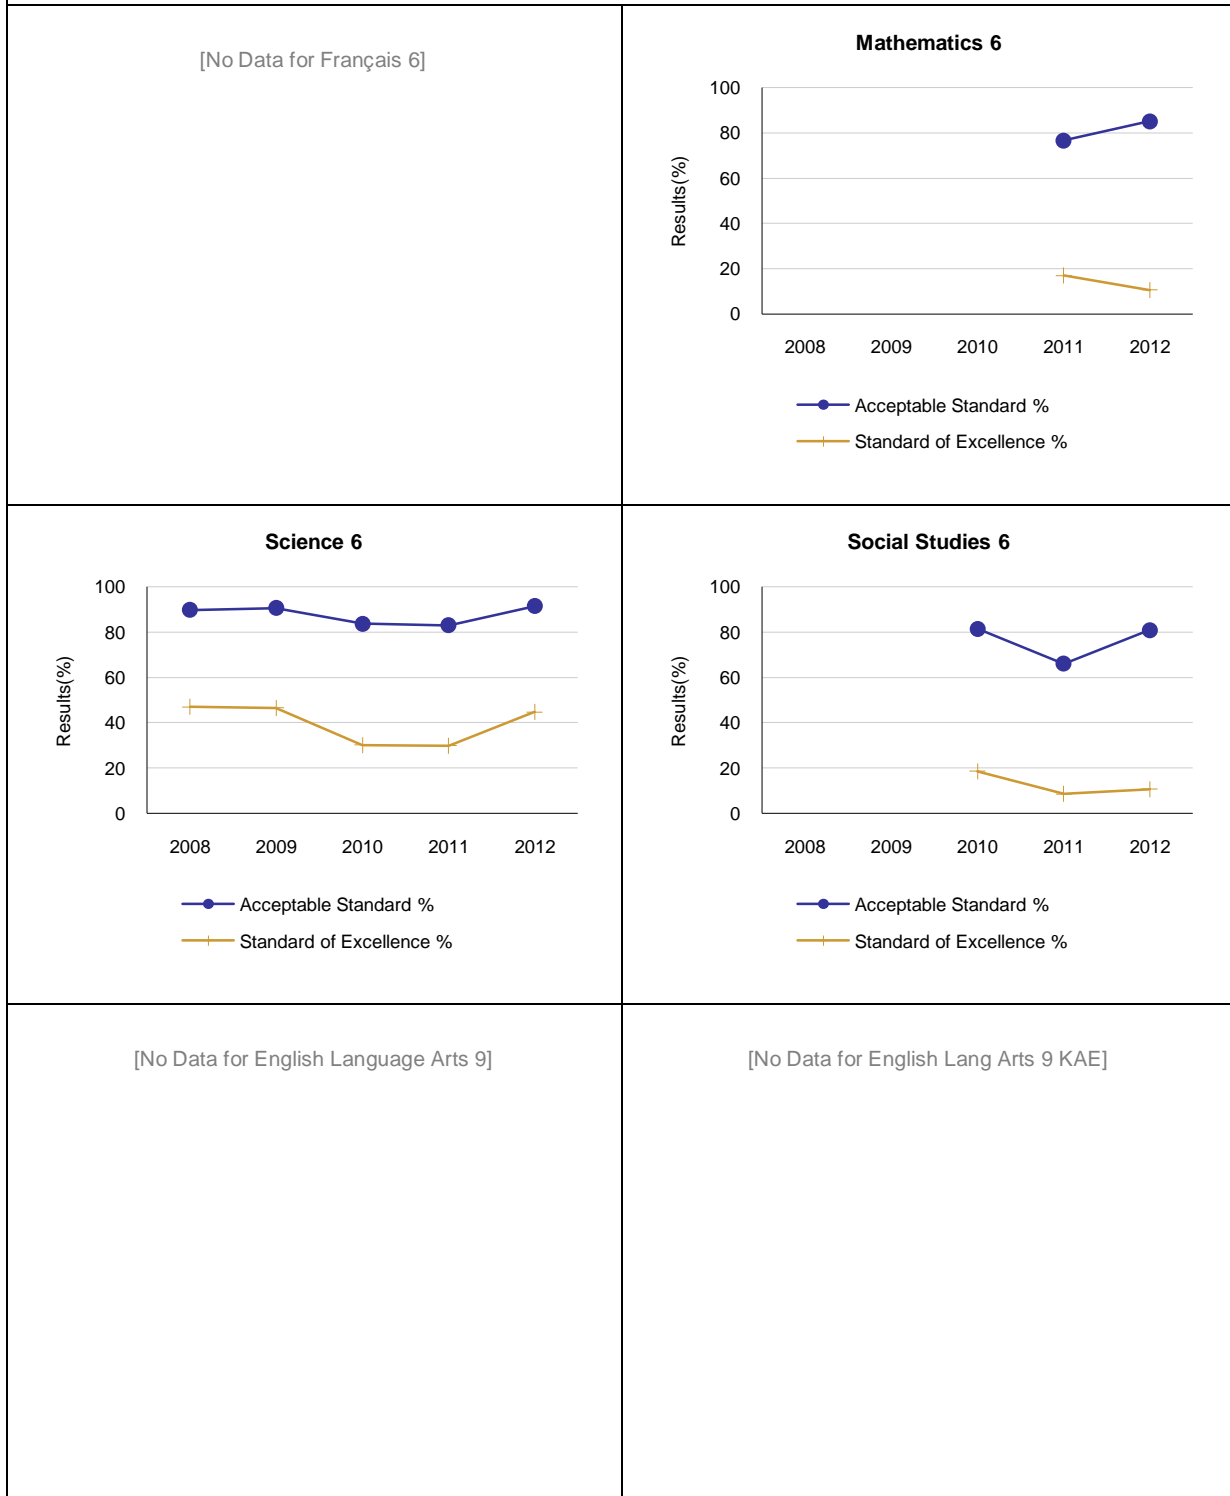 [No Data for Français 6]
Mathematics 6
100
80
60
40
20
0
Results(%)
2008 2009 2010 2011 2012
Acceptable Standard %
Standard of Excellence %
Science 6
100
80
60
40
20
0
Results(%)
2008 2009 2010 2011 2012
Acceptable Standard %
Standard of Excellence %
Social Studies 6
100
80
60
40
20
0
Results(%)
2008 2009 2010 2011 2012
Acceptable Standard %
Standard of Excellence %
[No Data for English Language Arts 9]
[No Data for English Lang Arts 9 KAE]